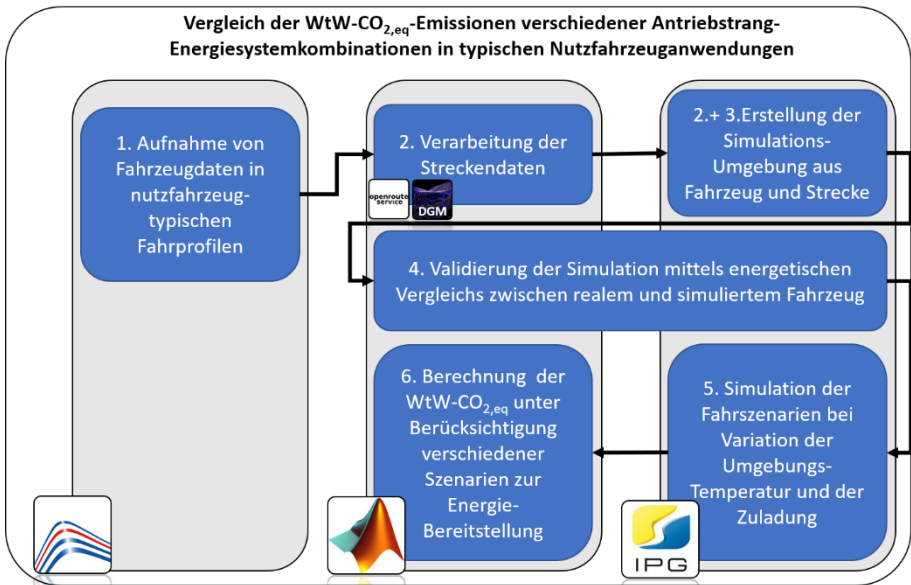 Vergleich der WtW-CO2,eq-Emissionen verschiedener Antriebstrang-
Energiesystemkombinationen in typischen Nutzfahrzeuganwendungen
1. Aufnahme von
Fahrzeugdaten in
nutzfahrzeug-
typischen
Fahrprofilen
2. Verarbeitung der
Streckendaten
openroute
service
DGM
2.+ 3.Erstellung der
Simulations-
Umgebung aus
Fahrzeug und Strecke
4. Validierung der Simulation mittels energetischen
Vergleichs zwischen realem und simuliertem Fahrzeug
6. Berechnung der
WtW-CO2,eq unter
Berücksichtigung
verschiedener
Szenarien zur
Energie-
Bereitstellung
5. Simulation der
Fahrszenarien bei
Variation der
Umgebungs-
Temperatur und der
Zuladung
IPG